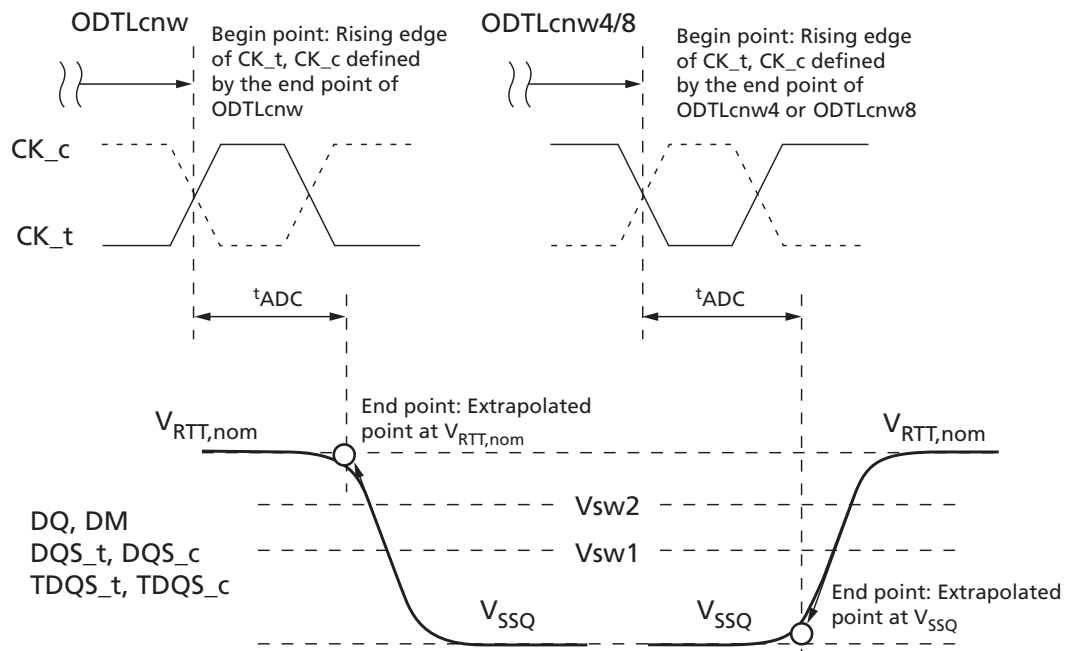 ODTLcnw
Begin point: Rising edge
of CK_t, CK_c defined
by the end point of
ODTLcnw
ODTLcnw4/8
Begin point: Rising edge
of CK_t, CK_c defined
by the end point of
ODTLcnw4 or ODTLcnw8
CK_c
CK_t
tADC
tADC
End point: Extrapolated
point at VRTT,nom
VRTT,nom
VRTT,nom
Vsw2
Vsw1
DQ, DM
DQS_t, DQS_c
TDQS_t, TDQS_c
VSSQ
VSSQ
End point: Extrapolated
point at VSSQ